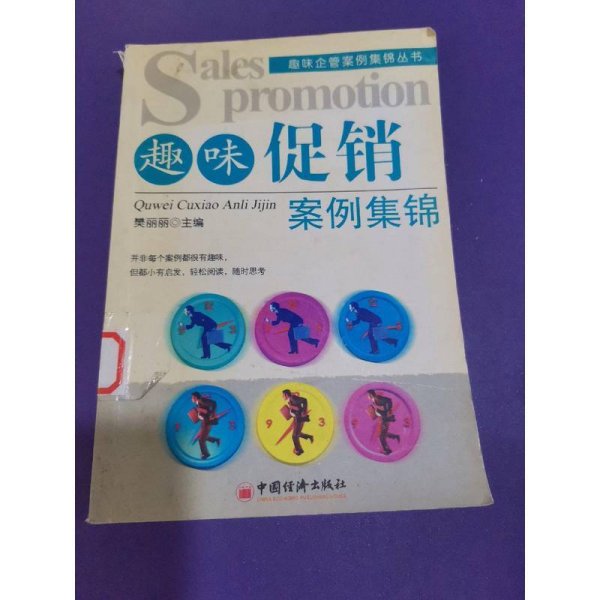 趣味企管案例集锦丛书
Sales
promotion
趣味促销
Quwei Cuxiao Anli Jijin
案例集锦
樊丽丽◎主编
并非每个案例都很有趣味，
但都小有启发，轻松阅读，随时思考
9 3
中国经济出版社